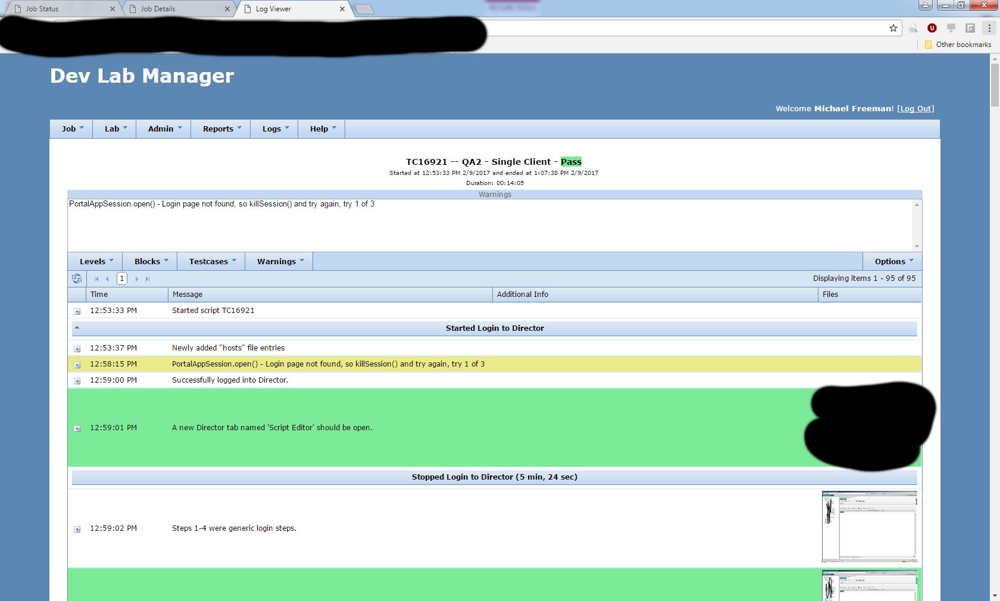 Job Status
Job Details
Log Viewer
Other bookmarks
Dev Lab Manager
Welcome Michael Freeman! [Log Out]
Job Lab Admin Reports Logs Help
TC16921 -- QA2 - Single Client - Pass
Started at 12:53:33 PM 2/9/2017 and ended at 1:07:38 PM 2/9/2017
Duration: 00:14:05
Warnings
PortalAppSession.open() - Login page not found, so killSession() and try again, try 1 of 3
Levels Blocks Testcases Warnings Options
1 Displaying items 1 - 95 of 95
Time Message Additional Info Files
12:53:33 PM Started script TC16921
Started Login to Director
12:53:37 PM Newly added "hosts" file entries
12:58:15 PM PortalAppSession.open() - Login page not found, so killSession() and try again, try 1 of 3
12:59:00 PM Successfully logged into Director.
12:59:01 PM A new Director tab named 'Script Editor' should be open.
Stopped Login to Director (5 min, 24 sec)
12:59:02 PM Steps 1-4 were generic login steps.